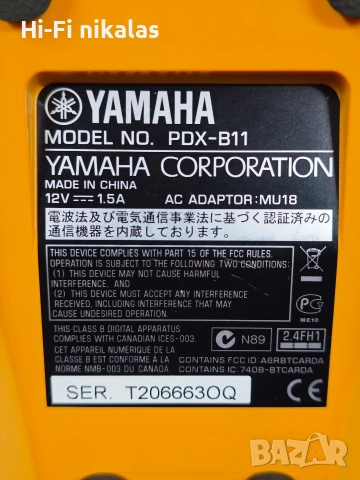 Hi-Fi nikalas
YAMAHA
MODEL NO. PDX-B11
YAMAHA CORPORATION
MADE IN CHINA
12V⎓1.5A AC ADAPTOR:MU18
電波法及び電気通信事業法に基づく認証済みの
通信機器を内蔵しております。
THIS DEVICE COMPLIES WITH PART 15 OF THE FCC RULES.
OPERATION IS SUBJECT TO THE FOLLOWING TWO CONDITIONS:
(1) THIS DEVICE MAY NOT CAUSE HARMFUL
INTERFERENCE, AND
(2) THIS DEVICE MUST ACCEPT ANY INTERFERENCE
RECEIVED, INCLUDING INTERFERENCE THAT MAY
CAUSE UNDESIRED OPERATION.
ME10
THIS CLASS B DIGITAL APPARATUS
COMPLIES WITH CANADIAN ICES-003.
CET APPAREIL NUMERIQUE DE LA
CLASSE B EST CONFORME A LA
NORME NMB-003 DU CANADA.
N89
2.4FH1
CONTAINS FCC ID: A6RBTCARDA
CONTAINS IC 740B-BTCARDA
SER. T206663OQ
CE
bazar.bg